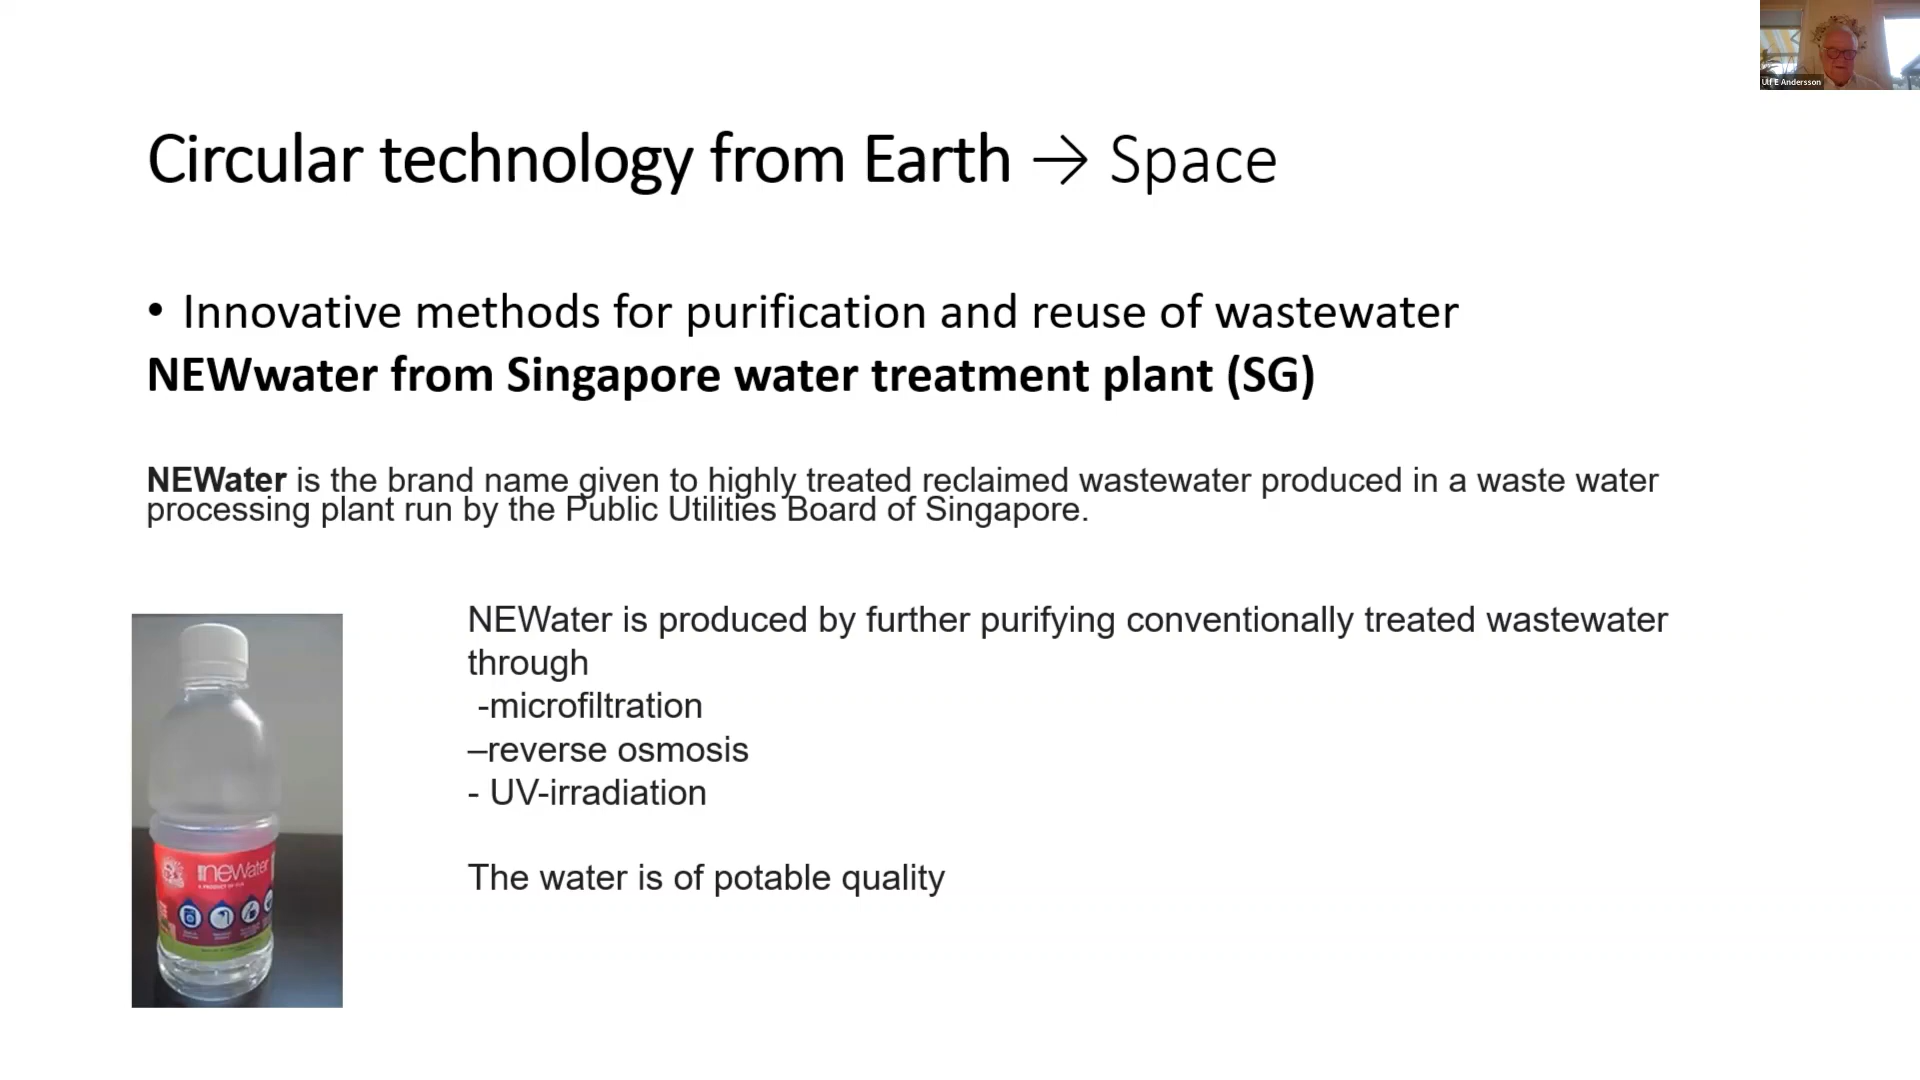 Ulf E Andersson
Circular technology from Earth → Space
• Innovative methods for purification and reuse of wastewater
NEWwater from Singapore water treatment plant (SG)
NEWater is the brand name given to highly treated reclaimed wastewater produced in a waste water
processing plant run by the Public Utilities Board of Singapore.
NEWater is produced by further purifying conventionally treated wastewater
through
-microfiltration
–reverse osmosis
- UV-irradiation
The water is of potable quality
newater